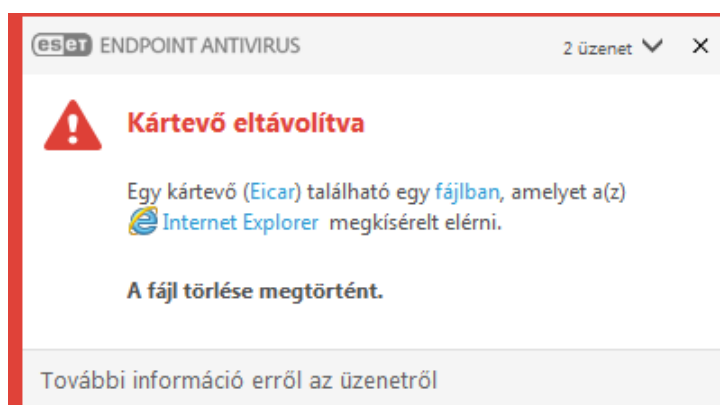 eset ENDPOINT ANTIVIRUS
2 üzenet
Kártevő eltávolítva
Egy kártevő (Eicar) található egy fájlban, amelyet a(z)
Internet Explorer megkísérelt elérni.
A fájl törlése megtörtént.
További információ erről az üzenetről